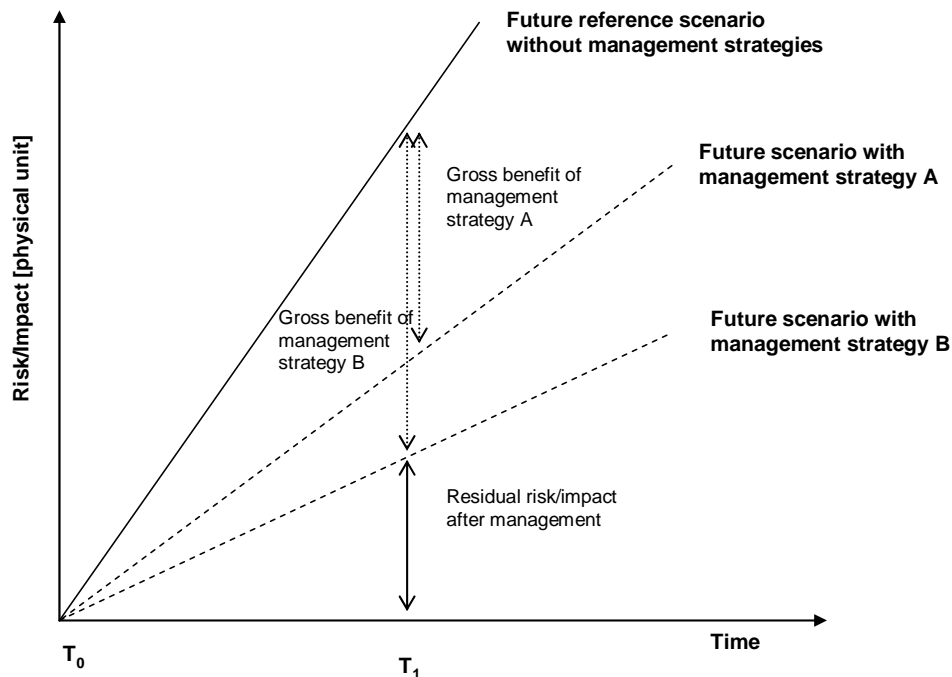 Future reference scenario
without management strategies
Risk/Impact [physical unit]
Future scenario with
management strategy A
Gross benefit of
management
strategy A
Gross benefit of
management
strategy B
Future scenario with
management strategy B
Residual risk/impact
after management
Time
T0
T1